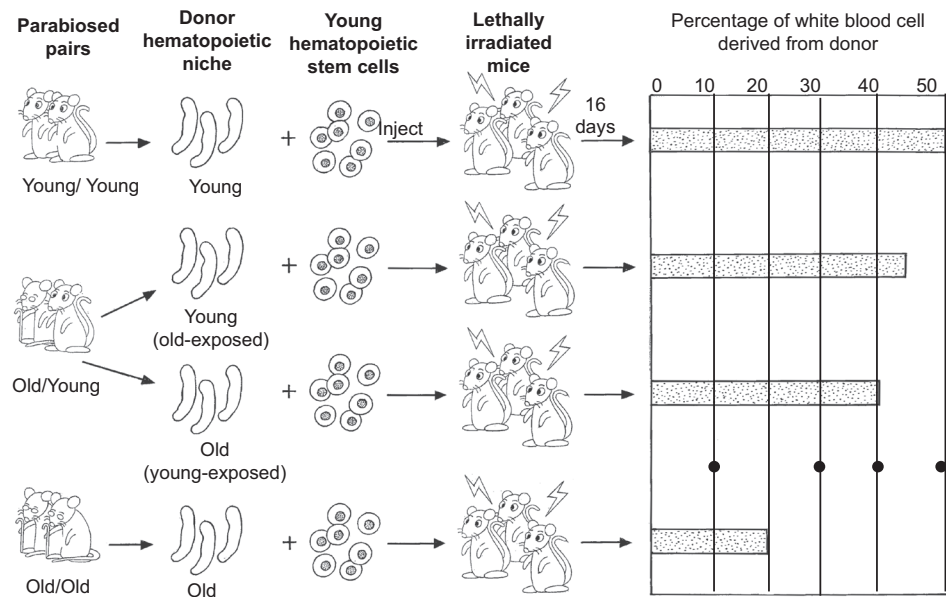 Parabiosed
pairs
Donor
hematopoietic
niche
Young
hematopoietic
stem cells
Lethally
irradiated
mice
Percentage of white blood cell
derived from donor
0 10 20 30 40 50
+ Inject
16
days
Young/ Young
Young
+
Young
(old-exposed)
Old/Young
+
Old
(young-exposed)
+
Old/Old
Old